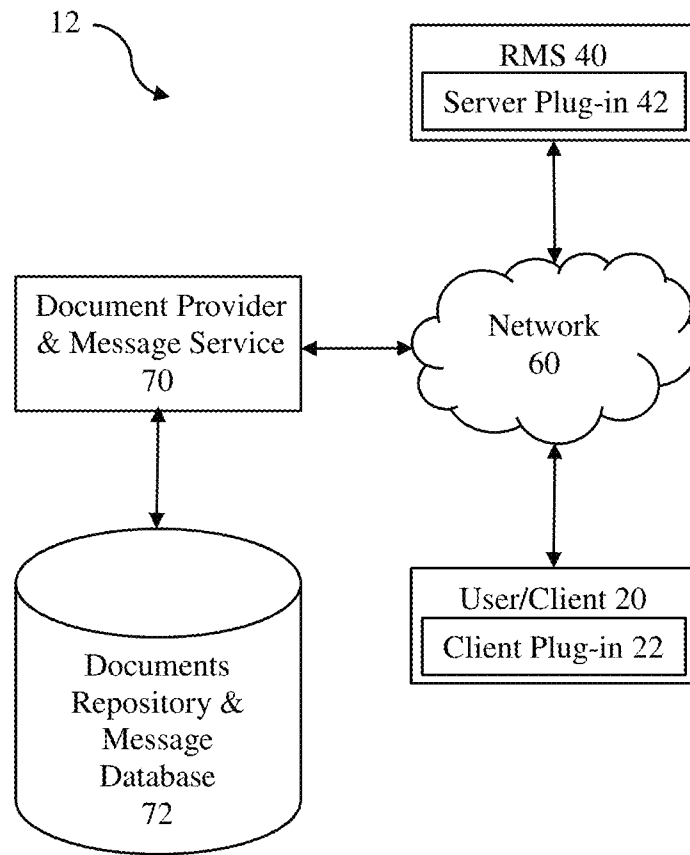 12
RMS 40
Server Plug-in 42
Document Provider
& Message Service
70
Network
60
User/Client 20
Client Plug-in 22
Documents
Repository &
Message
Database
72